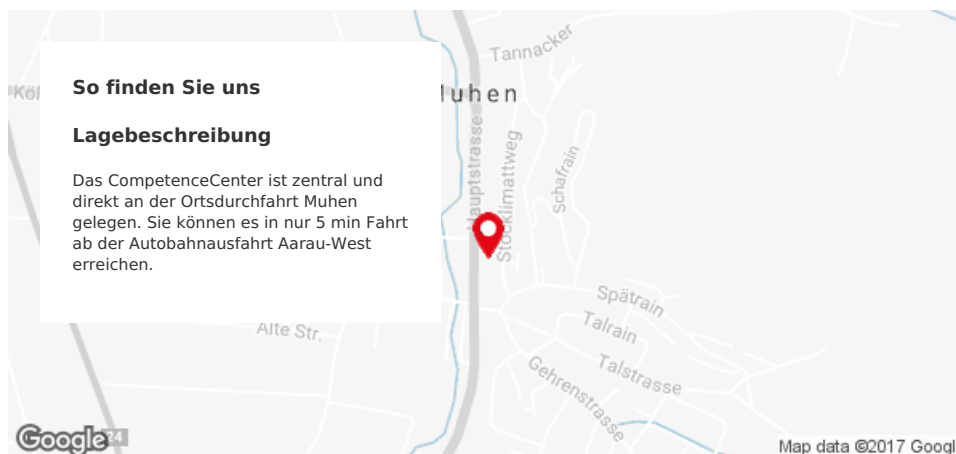 So finden Sie uns
Lagebeschreibung
Das CompetenceCenter ist zentral und
direkt an der Ortsdurchfahrt Muhen
gelegen. Sie können es in nur 5 min Fahrt
ab der Autobahnausfahrt Aarau-West
erreichen.
Tannacker
Hauptstrasse
Stöcklimattweg
Schafrain
Spätrain
Talrain
Talstrasse
Gehrenstrasse
Alte Str.
24
Google
Map data ©2017 Googl